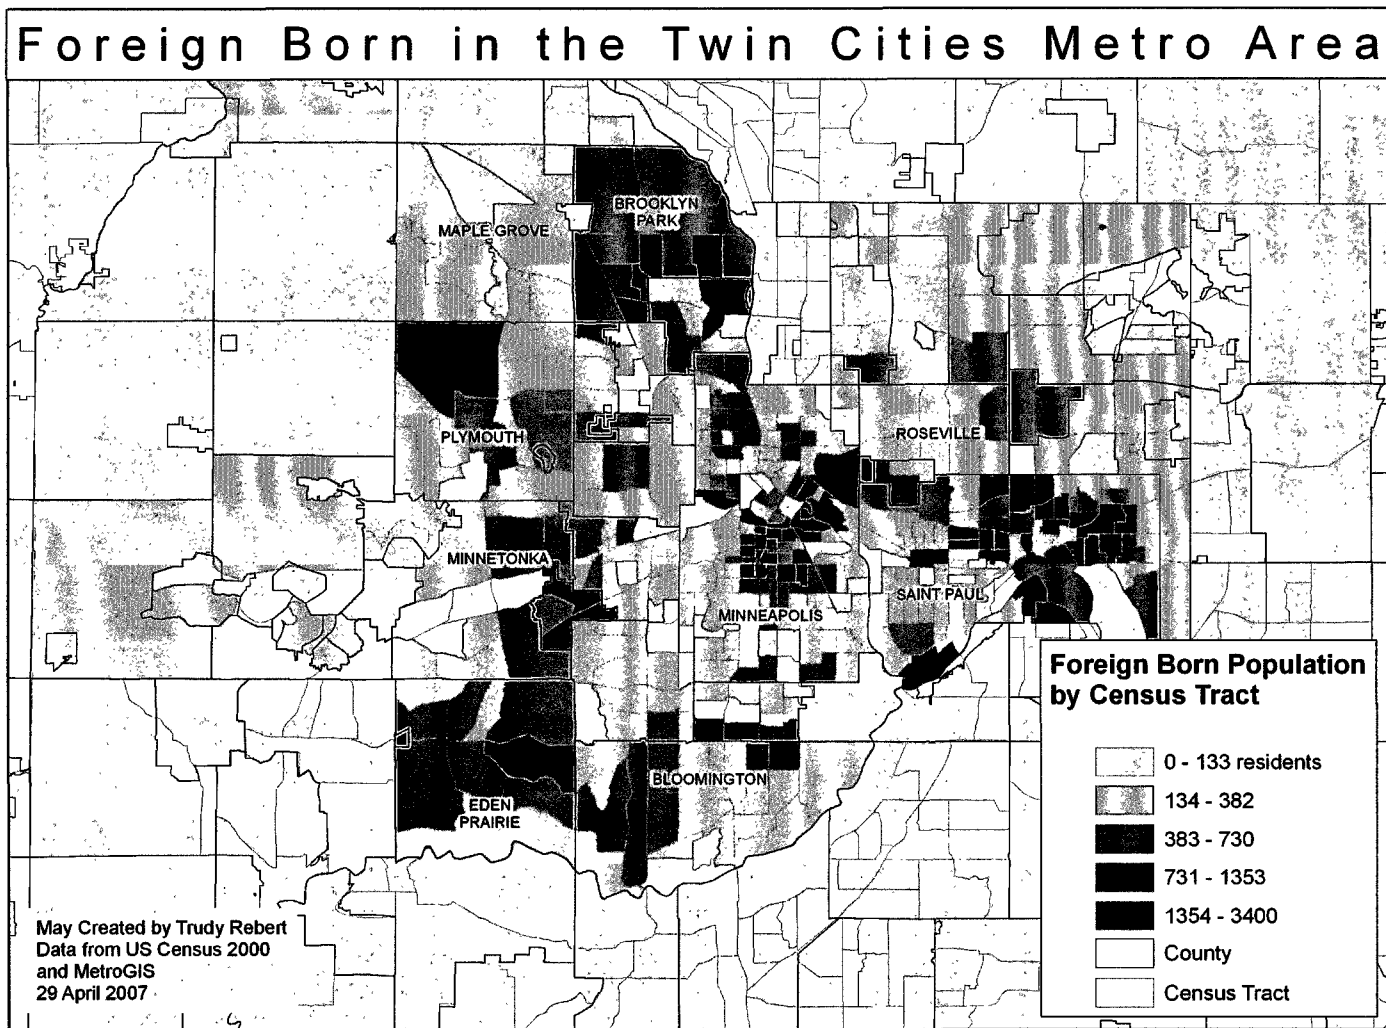 Foreign Born in the Twin Cities Metro Area
BROOKLYN
PARK
MAPLE GROVE
PLYMOUTH
ROSEVILLE
MINNETONKA
SAINT PAUL
MINNEAPOLIS
BLOOMINGTON
EDEN
PRAIRIE
Foreign Born Population
by Census Tract
0 - 133 residents
134 - 382
383 - 730
731 - 1353
1354 - 3400
County
Census Tract
May Created by Trudy Rebert
Data from US Census 2000
and MetroGIS
29 April 2007